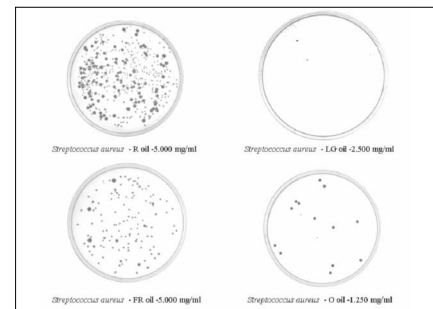 Streptococcus aureus - R oil -5.000 mg/ml
Streptococcus aureus - LG oil -2.500 mg/ml
Streptococcus aureus - FR oil -5.000 mg/ml
Streptococcus aureus - O oil -1.250 mg/ml